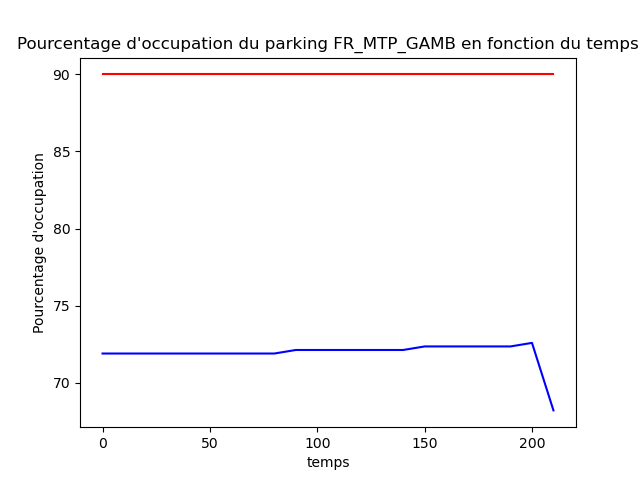 Pourcentage d'occupation du parking FR_MTP_GAMB en fonction du temps
90
85
80
75
70
Pourcentage d'occupation
0 50 100 150 200
temps